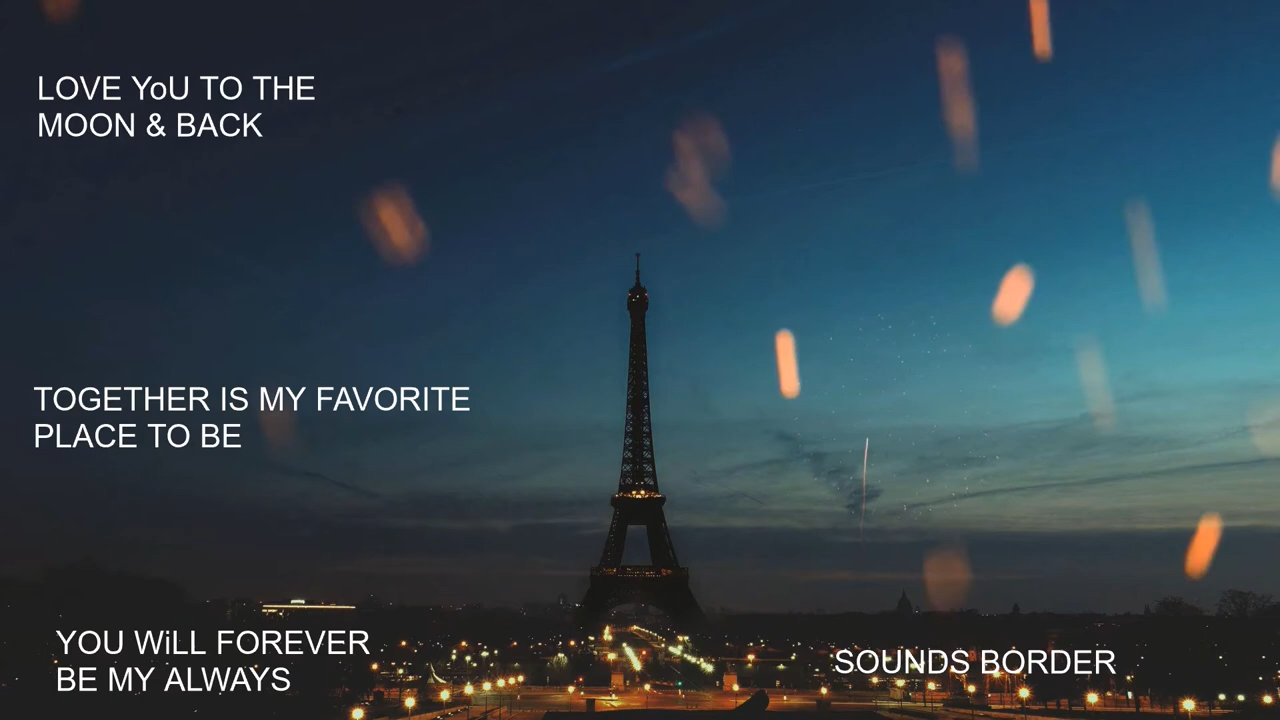 LOVE YoU TO THE
MOON & BACK
TOGETHER IS MY FAVORITE
PLACE TO BE
YOU WiLL FOREVER
BE MY ALWAYS
SOUNDS BORDER